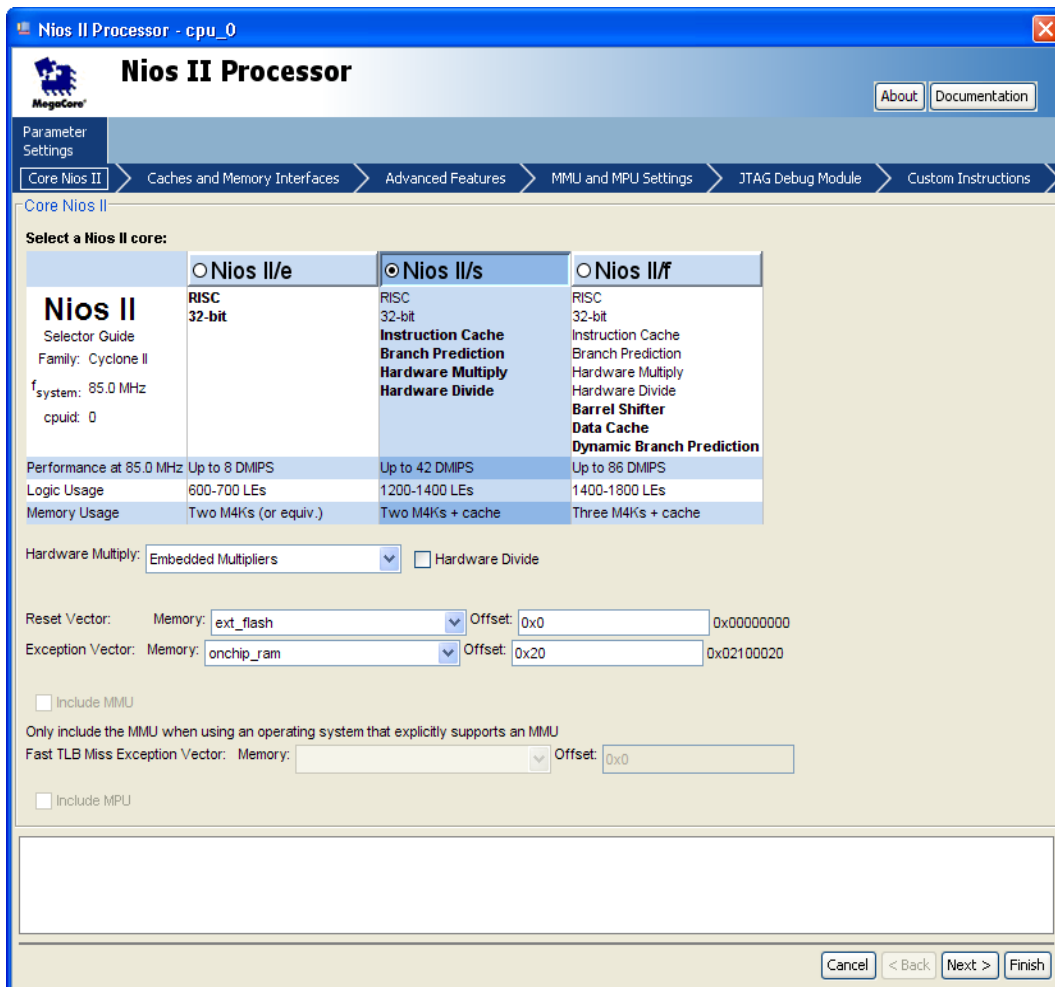 Nios II Processor - cpu_0
MegaCore®
Nios II Processor
About
Documentation
Parameter
Settings
Core Nios II
Caches and Memory Interfaces
Advanced Features
MMU and MPU Settings
JTAG Debug Module
Custom Instructions
Core Nios II
Select a Nios II core:
Nios II/e
Nios II/s
Nios II/f
Nios II
Selector Guide
Family: Cyclone II
fsystem: 85.0 MHz
cpuid: 0
RISC
32-bit
RISC
32-bit
Instruction Cache
Branch Prediction
Hardware Multiply
Hardware Divide
RISC
32-bit
Instruction Cache
Branch Prediction
Hardware Multiply
Hardware Divide
Barrel Shifter
Data Cache
Dynamic Branch Prediction
Performance at 85.0 MHz Up to 8 DMIPS Up to 42 DMIPS Up to 86 DMIPS
Logic Usage 600-700 LEs 1200-1400 LEs 1400-1800 LEs
Memory Usage Two M4Ks (or equiv.) Two M4Ks + cache Three M4Ks + cache
Hardware Multiply: Embedded Multipliers Hardware Divide
Reset Vector: Memory: ext_flash Offset: 0x0 0x00000000
Exception Vector: Memory: onchip_ram Offset: 0x20 0x02100020
Include MMU
Only include the MMU when using an operating system that explicitly supports an MMU
Fast TLB Miss Exception Vector: Memory: Offset: 0x0
Include MPU
Cancel
< Back
Next >
Finish